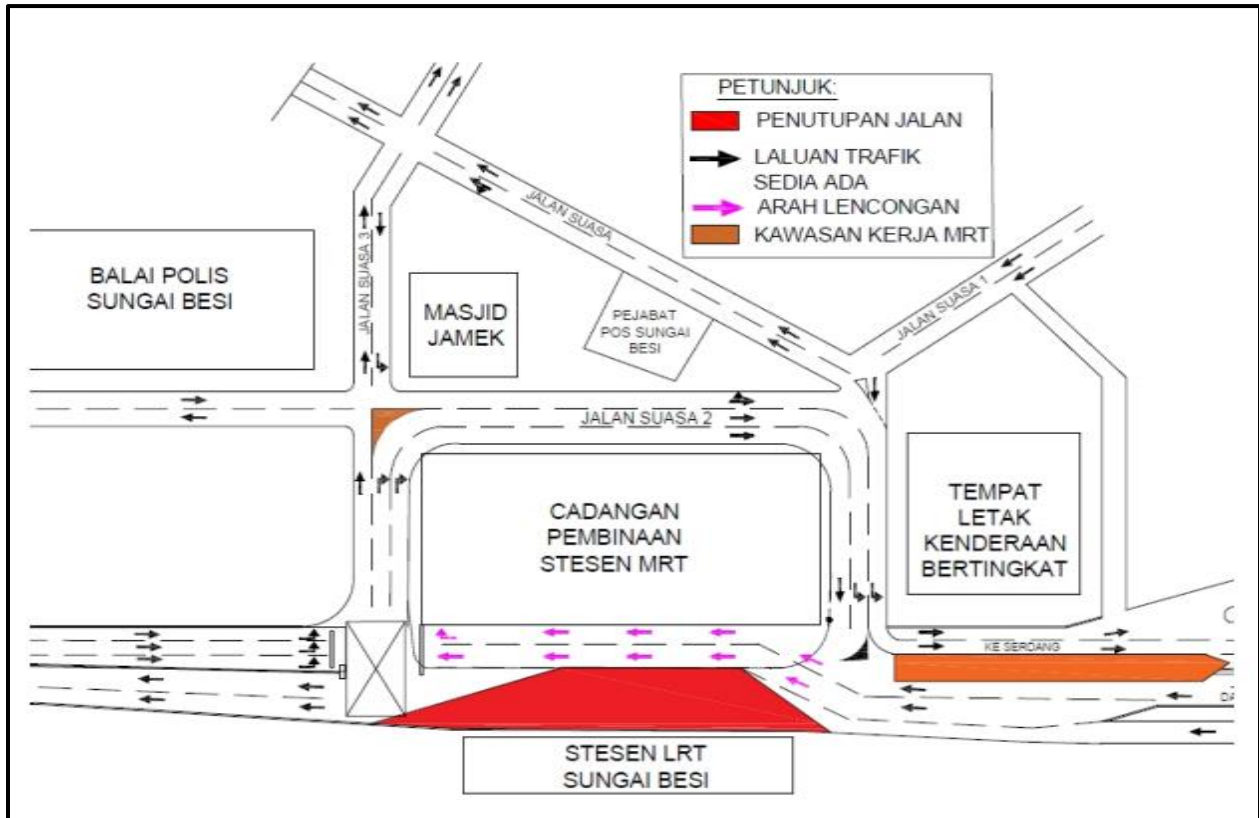 PETUNJUK:
PENUTUPAN JALAN
LALUAN TRAFIK
SEDIA ADA
ARAH LENCONGAN
KAWASAN KERJA MRT
JALAN SUASA
JALAN SUASA 1
JALAN SUASA 3
BALAI POLIS
SUNGAI BESI
MASJID
JAMEK
PEJABAT
POS SUNGAI
BESI
JALAN SUASA 2
CADANGAN
PEMBINAAN
STESEN MRT
TEMPAT
LETAK
KENDERAAN
BERTINGKAT
KE SERDANG
STESEN LRT
SUNGAI BESI